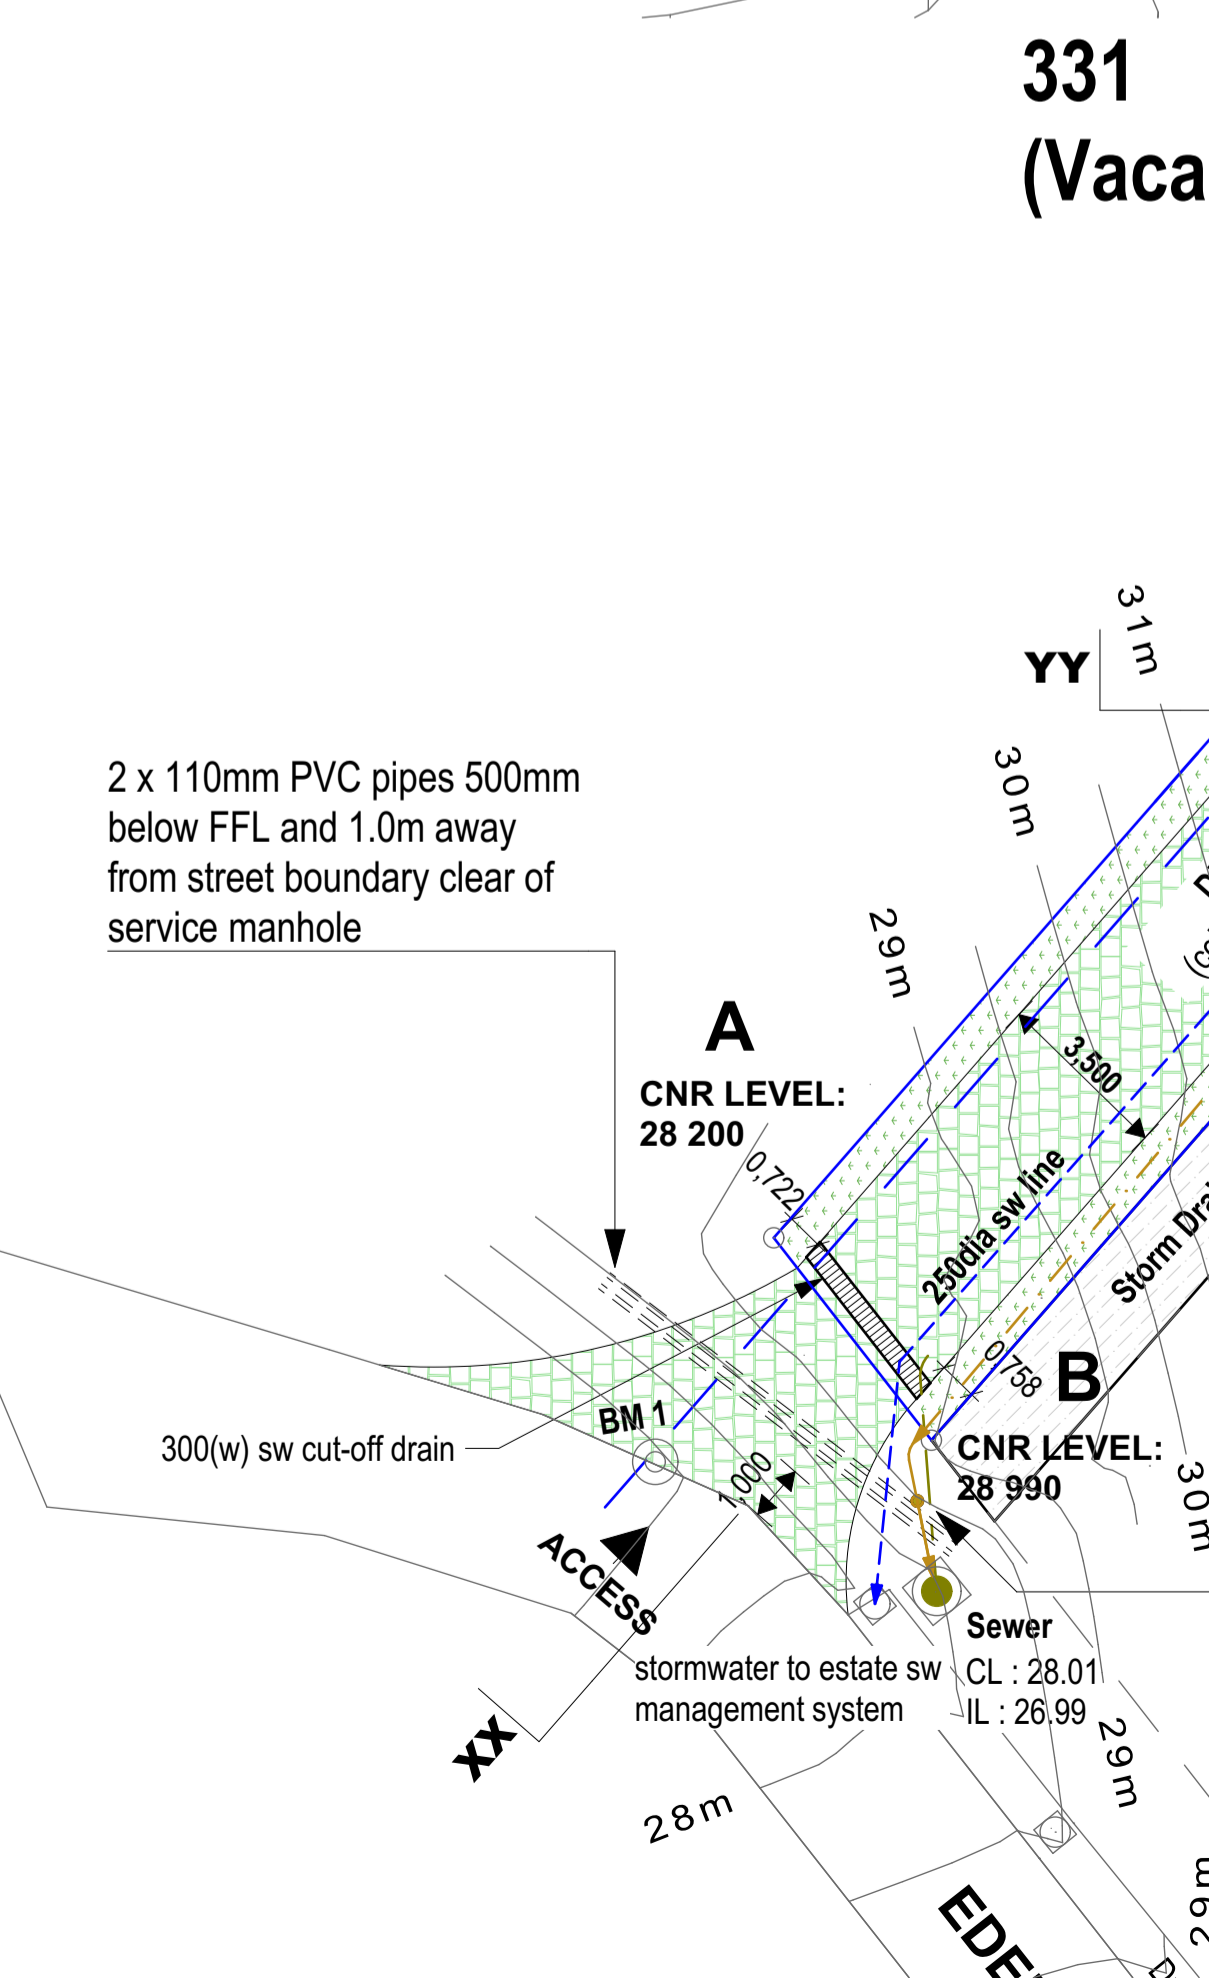 331
(Vaca
31m
YY
30m
2 x 110mm PVC pipes 500mm
below FFL and 1.0m away
from street boundary clear of
service manhole
29m
A
CNR LEVEL:
28 200
3,500
0,722
250dia sw line
Storm Drai
0,758
B
BM 1
300(w) sw cut-off drain
CNR LEVEL:
28 990
1,000
30m
ACCESS
Sewer
CL : 28.01
IL : 26.99
stormwater to estate sw
management system
XX
29m
28m
EDE